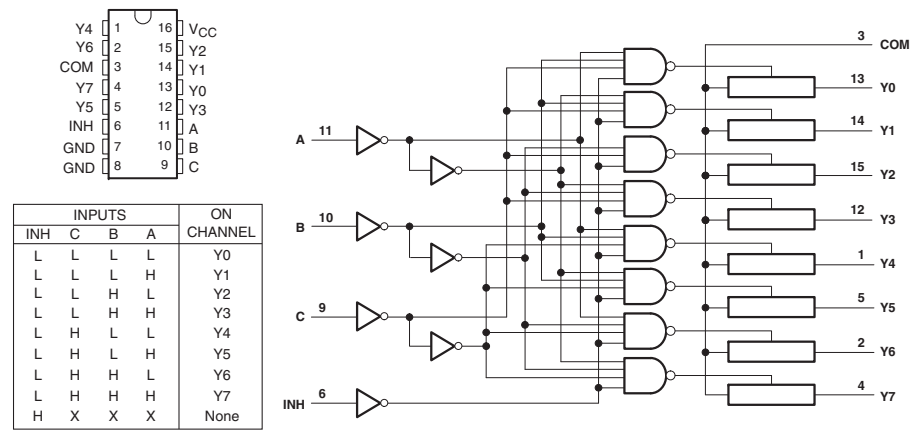 Y4 1 16 VCC
Y6 2 15 Y2
COM 3 14 Y1
Y7 4 13 Y0
Y5 5 12 Y3
INH 6 11 A
GND 7 10 B
GND 8 9 C
INPUTS ON CHANNEL
INH C B A
L L L L Y0
L L L H Y1
L L H L Y2
L L H H Y3
L H L L Y4
L H L H Y5
L H H L Y6
L H H H Y7
H X X X None
A 11
B 10
C 9
INH 6
3 COM
13 Y0
14 Y1
15 Y2
12 Y3
1 Y4
5 Y5
2 Y6
4 Y7